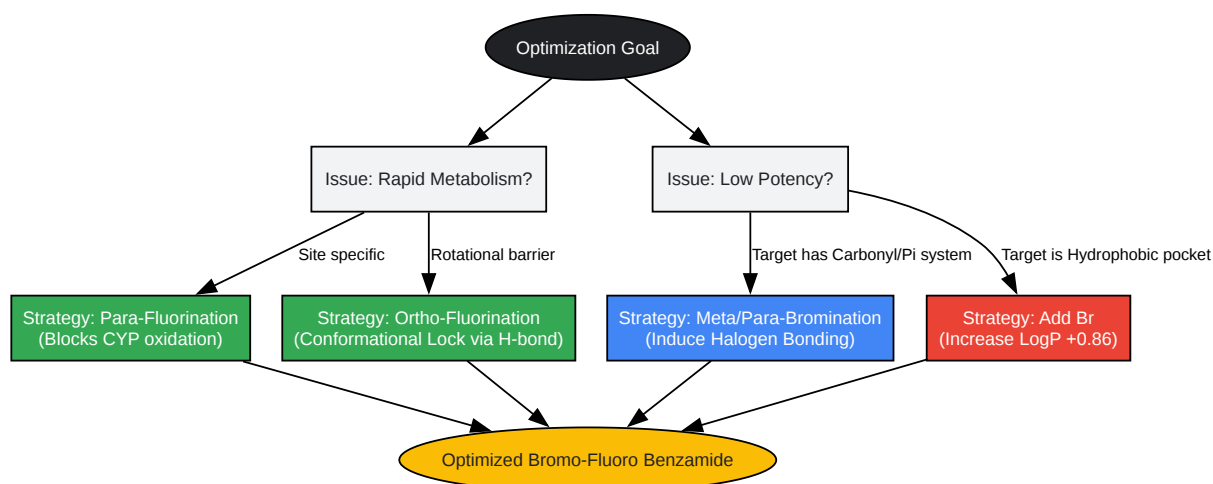 Optimization Goal
Issue: Rapid Metabolism?
Issue: Low Potency?
Site specific
Rotational barrier
Target has Carbonyl/Pi system
Target is Hydrophobic pocket
Strategy: Para-Fluorination
(Blocks CYP oxidation)
Strategy: Ortho-Fluorination
(Conformational Lock via H-bond)
Strategy: Meta/Para-Bromination
(Induce Halogen Bonding)
Strategy: Add Br
(Increase LogP +0.86)
Optimized Bromo-Fluoro Benzamide